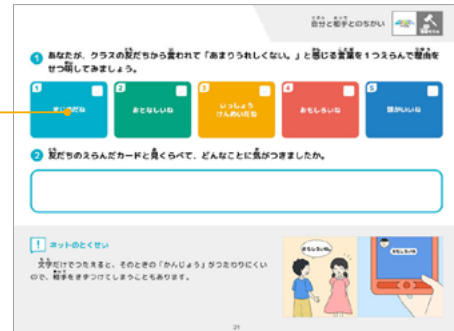 自分と相手とのちがい
1 あなたが、クラスの友だちから言われて「あまりうれしくない。」と感じる言葉を1つえらんで理由を
せつ明してみましょう。
1
まじめだね
2
おとなしいね
3
いっしょう
けんめいだね
4
おもしろいね
5
頭がいいね
2 友だちのえらんだカードと見くらべて、どんなことに気がつきましたか。
! ネットのとくせい
文字だけでつたえると、そのときの「かんじょう」がつたわりにくい
ので、相手をきずつけてしまうこともあります。
おもしろいね。
おもしろいね。
21